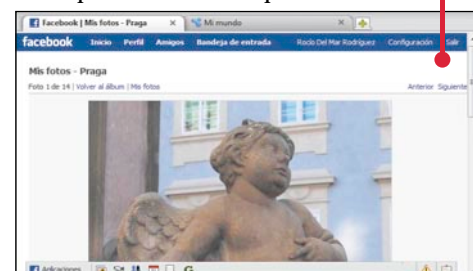 Facebook | Mis fotos - Praga Mi mundo
facebook Inicio Perfil Amigos Bandeja de entrada Rocío Del Mar Rodríguez Configuración Salir
Mis fotos - Praga
Foto 1 de 14 | Volver al álbum | Mis fotos Anterior Siguiente
Aplicaciones